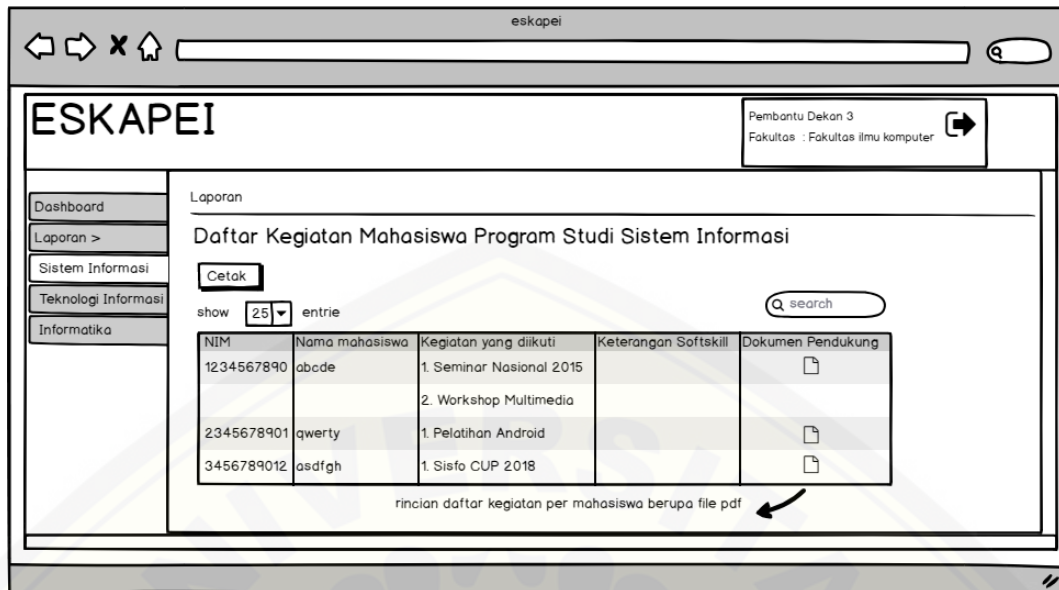 eskapei
ESKAPEI
Pembantu Dekan 3
Fakultas : Fakultas ilmu komputer
Dashboard
Laporan >
Sistem Informasi
Teknologi Informasi
Informatika
Laporan
Daftar Kegiatan Mahasiswa Program Studi Sistem Informasi
Cetak
show 25 entrie
search
NIM Nama mahasiswa Kegiatan yang diikuti Keterangan Softskill Dokumen Pendukung
1234567890 abcde 1. Seminar Nasional 2015
2. Workshop Multimedia
2345678901 qwerty 1. Pelatihan Android
3456789012 asdfgh 1. Sisfo CUP 2018
rincian daftar kegiatan per mahasiswa berupa file pdf